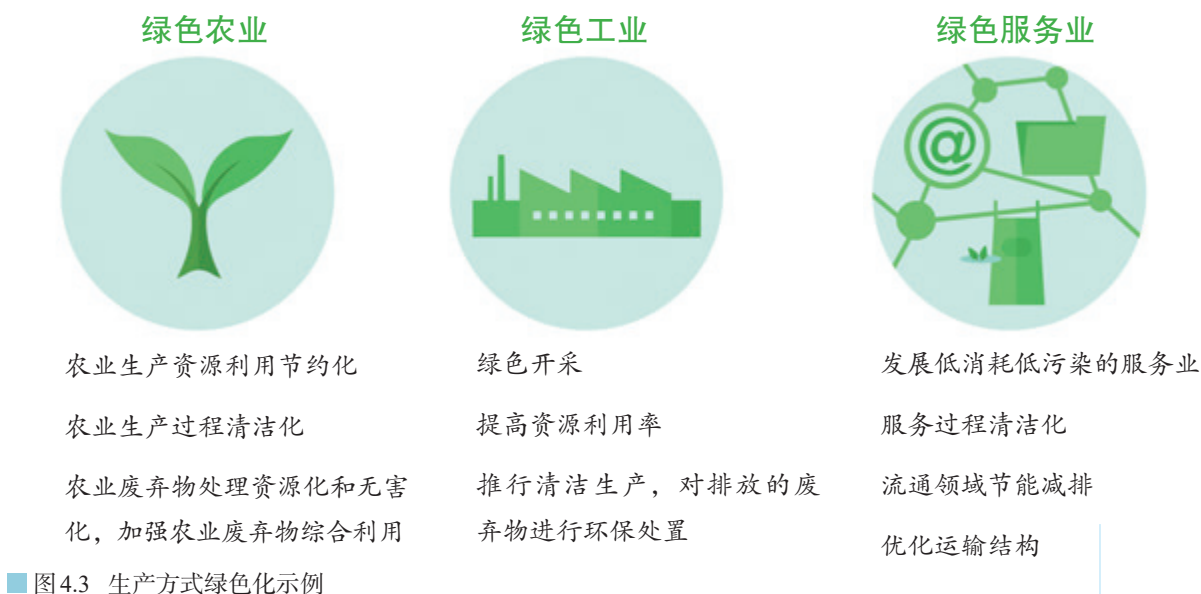 绿色农业
农业生产资源利用节约化
农业生产过程清洁化
农业废弃物处理资源化和无害
化，加强农业废弃物综合利用
绿色工业
绿色开采
提高资源利用率
推行清洁生产，对排放的废
弃物进行环保处置
绿色服务业
@
发展低消耗低污染的服务业
服务过程清洁化
流通领域节能减排
优化运输结构
图4.3 生产方式绿色化示例